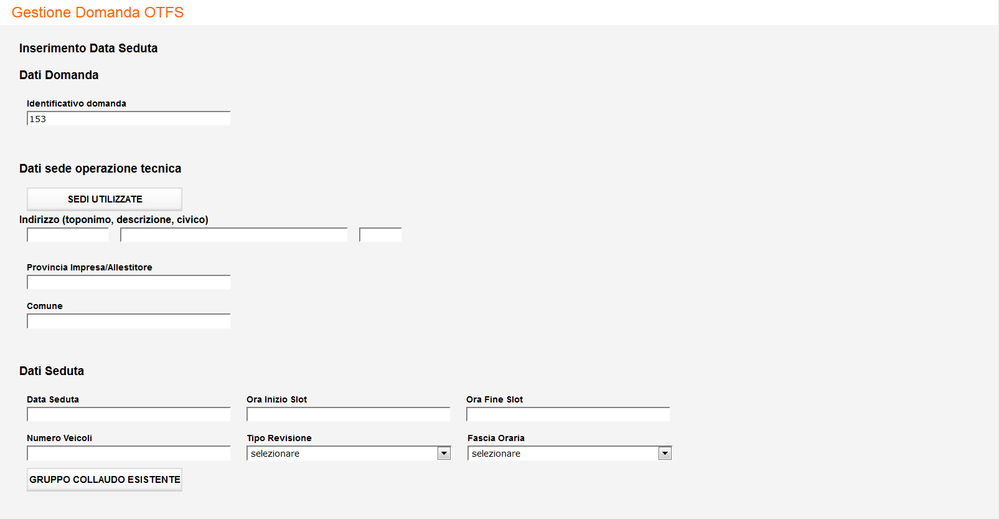 Gestione Domanda OTFS
Inserimento Data Seduta
Dati Domanda
Identificativo domanda
153
Dati sede operazione tecnica
SEDI UTILIZZATE
Indirizzo (toponimo, descrizione, civico)
Provincia Impresa/Allestitore
Comune
Dati Seduta
Data Seduta Ora Inizio Slot Ora Fine Slot
Numero Veicoli Tipo Revisione Fascia Oraria
selezionare selezionare
GRUPPO COLLAUDO ESISTENTE